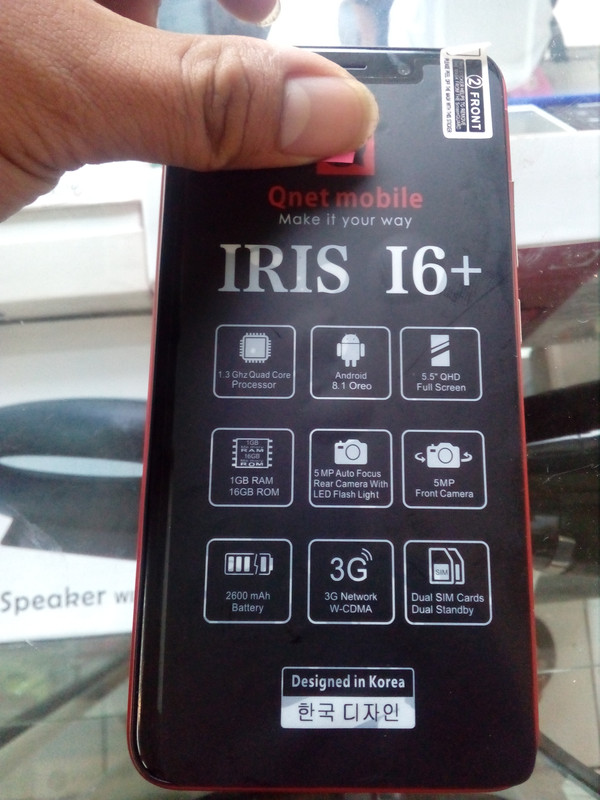 2 FRONT
Qnet mobile
Make it your way
IRIS I6+
1.3 Ghz Quad Core
Processor
Android
8.1 Oreo
5.5" QHD
Full Screen
1GB
RAM
16GB
ROM
1GB RAM
16GB ROM
5 MP Auto Focus
Rear Camera With
LED Flash Light
5MP
Front Camera
2600 mAh
Battery
3G
3G Network
W-CDMA
SIM
Dual SIM Cards
Dual Standby
Designed in Korea
한국 디자인
Speaker